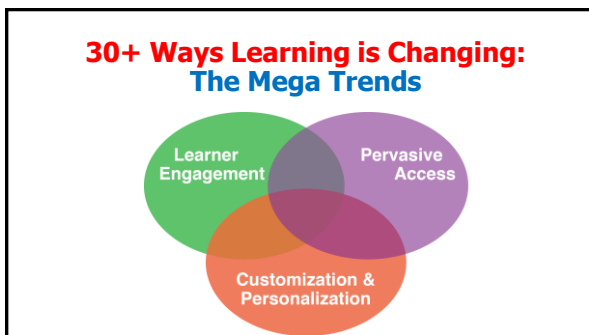 30+ Ways Learning is Changing:
The Mega Trends
Learner
Engagement
Pervasive
Access
Customization &
Personalization